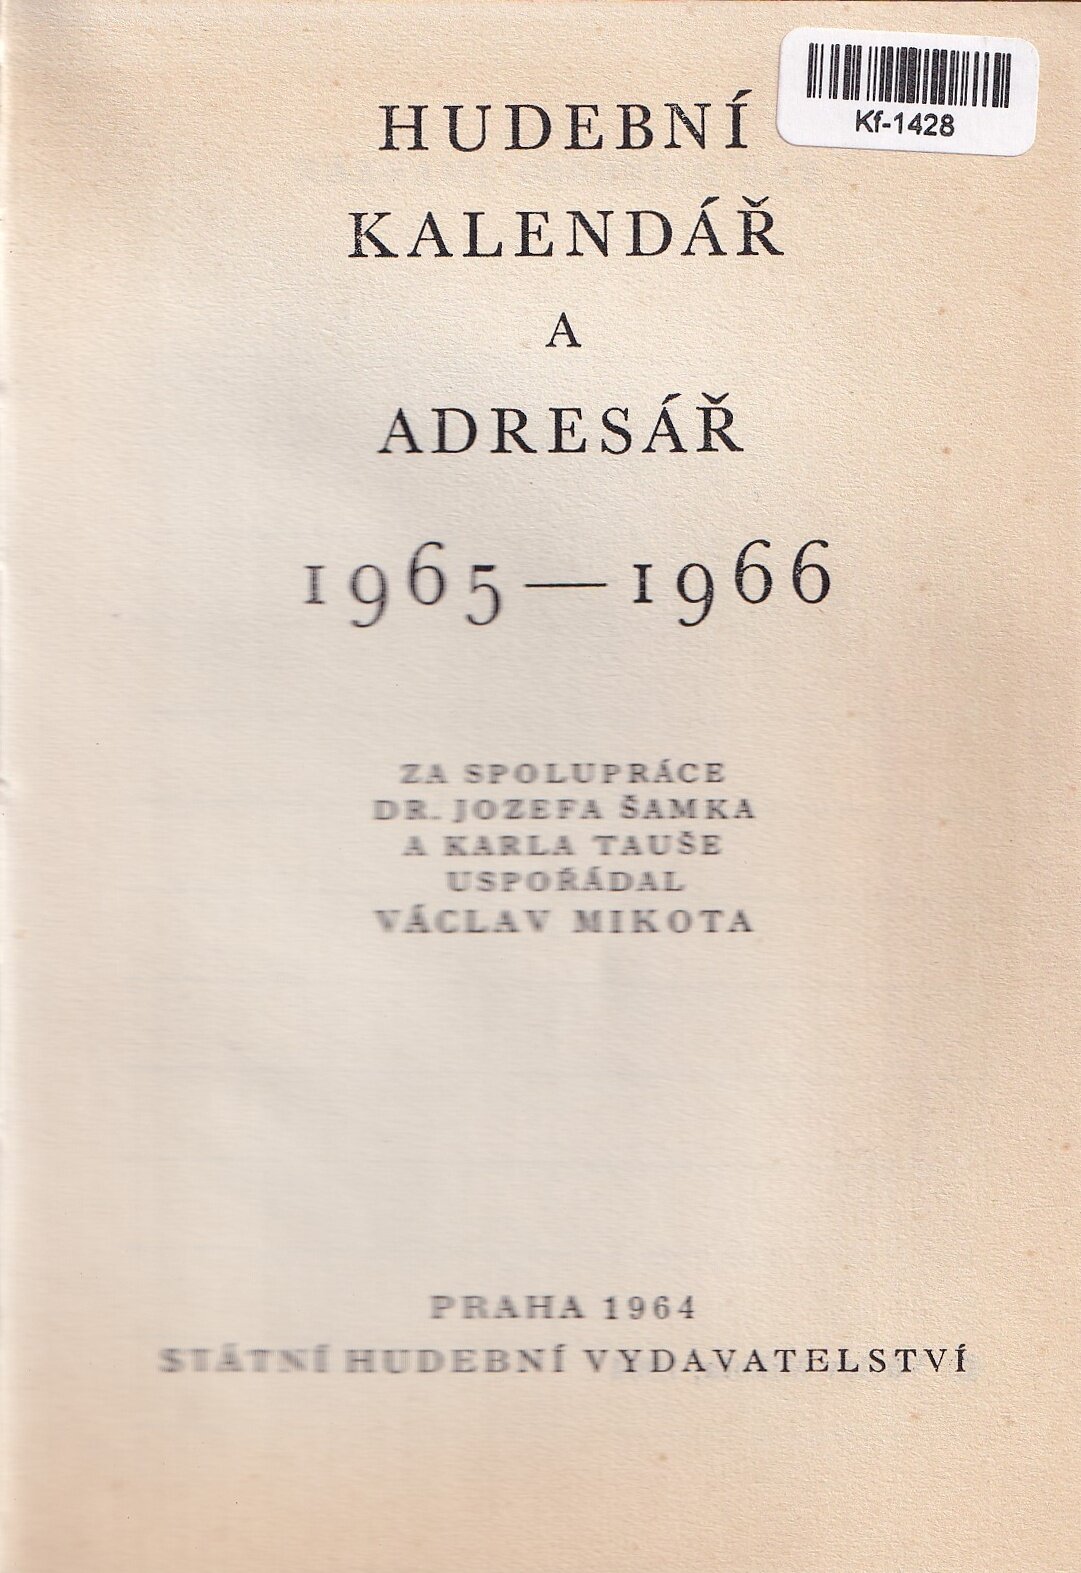 Kf-1428
HUDEBNÍ
KALENDÁŘ
A
ADRESÁŘ
1965—1966
ZA SPOLUPRÁCE
DR. JOZEFA ŠAMKA
A KARLA TAUŠE
USPOŘÁDAL
VÁCLAV MIKOTA
PRAHA 1964
STÁTNÍ HUDEBNÍ VYDAVATELSTVÍ